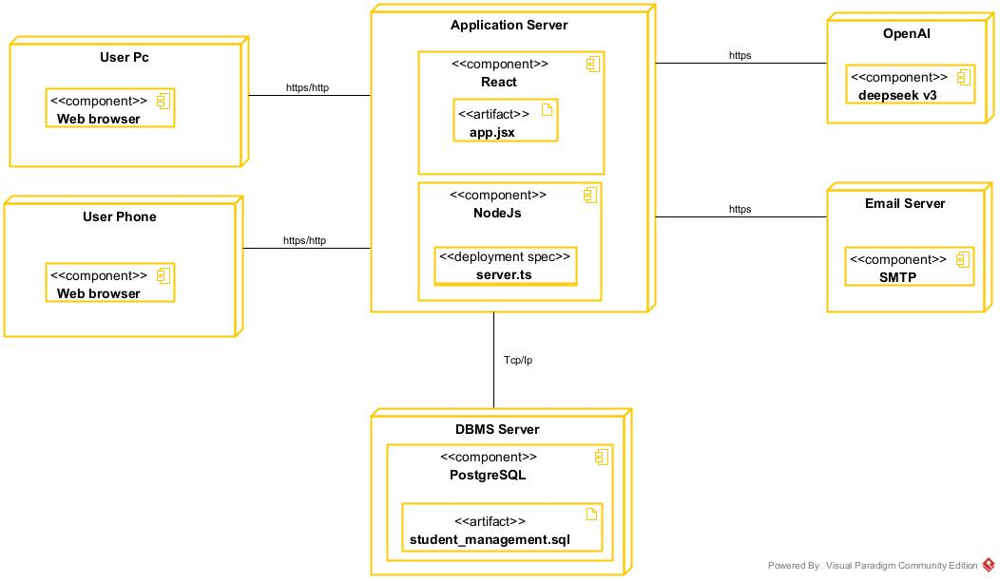 User Pc
<<component>>
Web browser
https/http
User Phone
<<component>>
Web browser
https/http
Application Server
<<component>>
React
<<artifact>>
app.jsx
<<component>>
NodeJs
<<deployment spec>>
server.ts
https
OpenAI
<<component>>
deepseek v3
https
Email Server
<<component>>
SMTP
Tcp/Ip
DBMS Server
<<component>>
PostgreSQL
<<artifact>>
student_management.sql
Powered By Visual Paradigm Community Edition